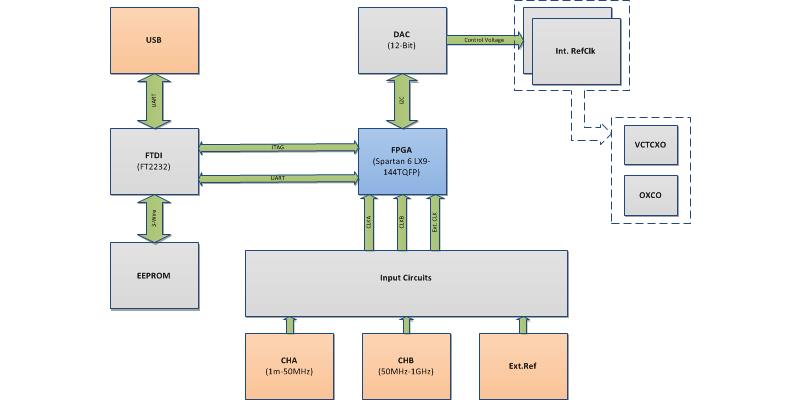 USB
DAC
(12-Bit)
Control Voltage
Int. RefClk
UART
I2C
FTDI
(FT2232)
JTAG
UART
FPGA
(Spartan 6 LX9-
144TQFP)
VCTCXO
OXCO
3-Wire
CLKA
CLKB
Ext CLK
EEPROM
Input Circuits
CHA
(1m-50MHz)
CHB
(50MHz-1GHz)
Ext.Ref